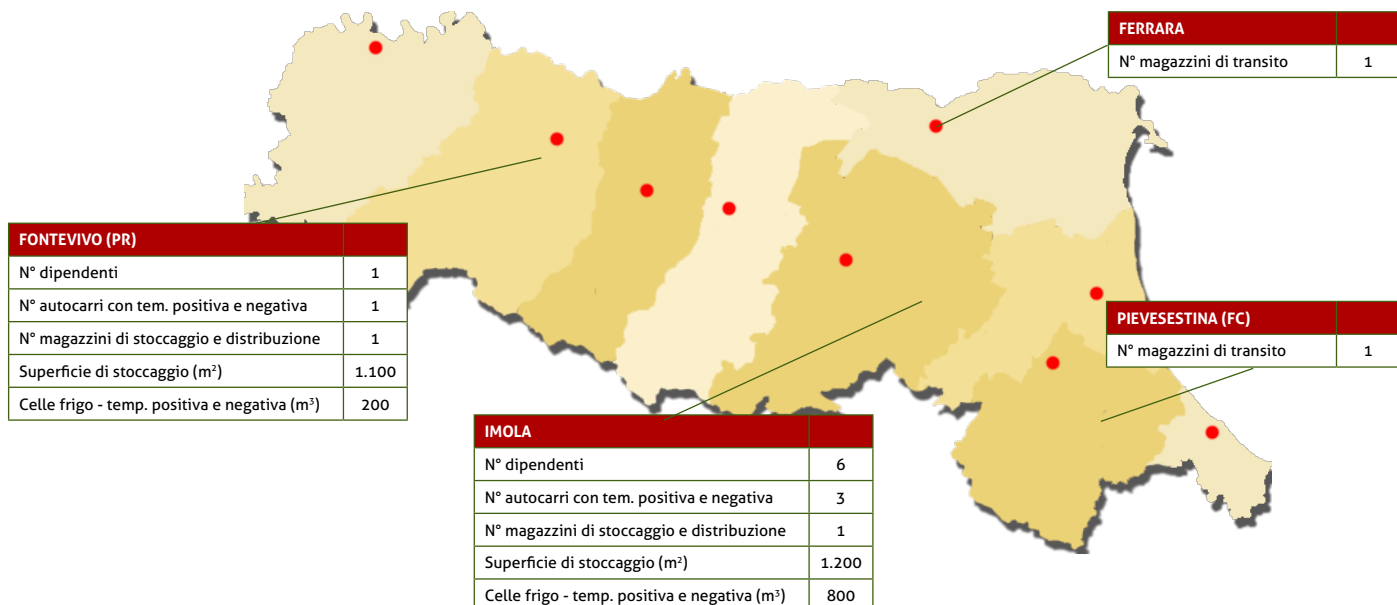 FERRARA
N° magazzini di transito 1
FONTEVIVO (PR)
N° dipendenti 1
N° autocarri con tem. positiva e negativa 1
N° magazzini di stoccaggio e distribuzione 1
Superficie di stoccaggio (m²) 1.100
Celle frigo - temp. positiva e negativa (m³) 200
PIEVESESTINA (FC)
N° magazzini di transito 1
IMOLA
N° dipendenti 6
N° autocarri con tem. positiva e negativa 3
N° magazzini di stoccaggio e distribuzione 1
Superficie di stoccaggio (m²) 1.200
Celle frigo - temp. positiva e negativa (m³) 800